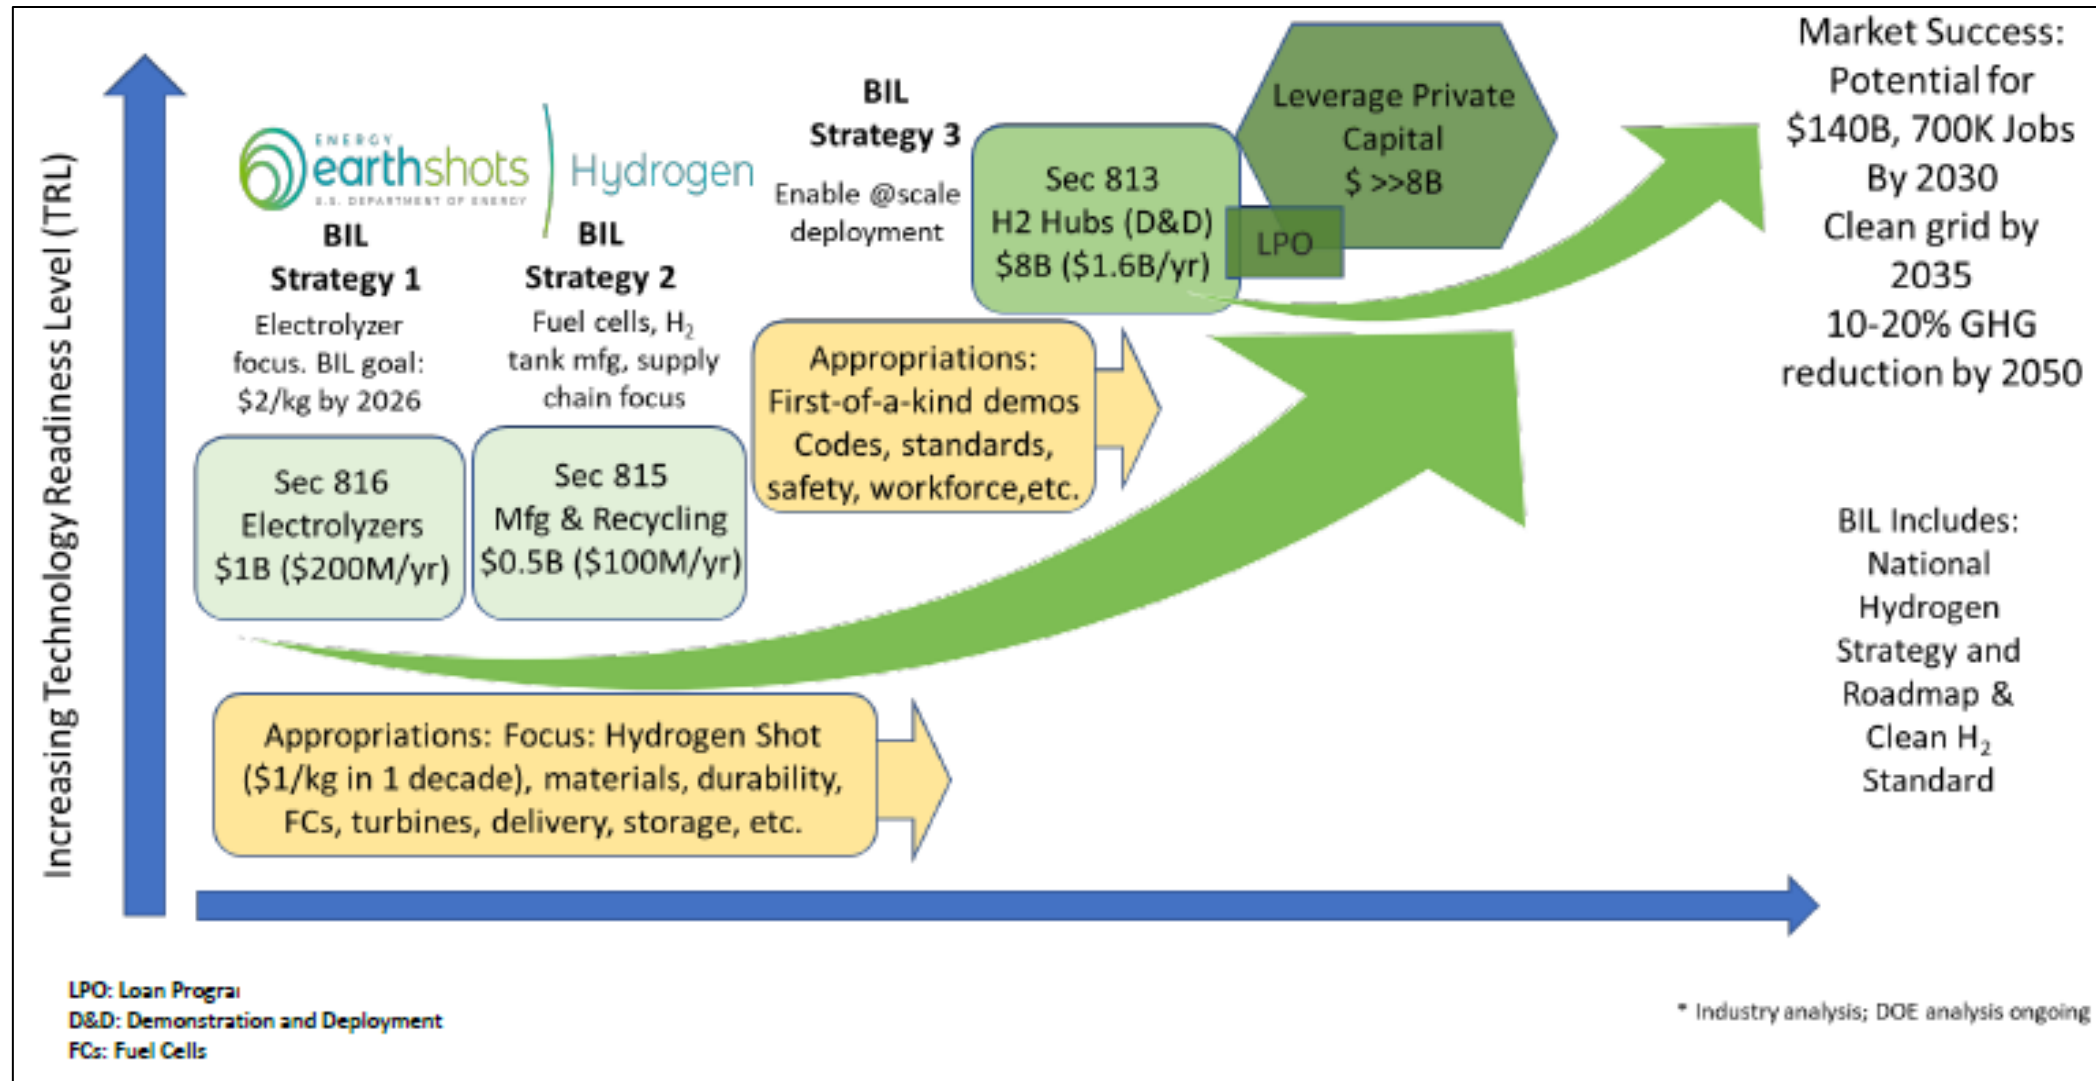 Increasing Technology Readiness Level (TRL)
ENERGY
earthshots
U.S. DEPARTMENT OF ENERGY
Hydrogen
BIL
Strategy 1
Electrolyzer
focus. BIL goal:
$2/kg by 2026
Sec 816
Electrolyzers
$1B ($200M/yr)
BIL
Strategy 2
Fuel cells, H₂
tank mfg, supply
chain focus
Sec 815
Mfg & Recycling
$0.5B ($100M/yr)
BIL
Strategy 3
Enable @scale
deployment
Sec 813
H2 Hubs (D&D)
$8B ($1.6B/yr)
LPO
Leverage Private
Capital
$ >>8B
Appropriations:
First-of-a-kind demos
Codes, standards,
safety, workforce,etc.
Appropriations: Focus: Hydrogen Shot
($1/kg in 1 decade), materials, durability,
FCs, turbines, delivery, storage, etc.
Market Success:
Potential for
$140B, 700K Jobs
By 2030
Clean grid by
2035
10-20% GHG
reduction by 2050
BIL Includes:
National
Hydrogen
Strategy and
Roadmap &
Clean H₂
Standard
LPO: Loan
D&D: Demonstration and Deployment
FCs: Fuel Cells
* Industry analysis; DOE analysis ongoing